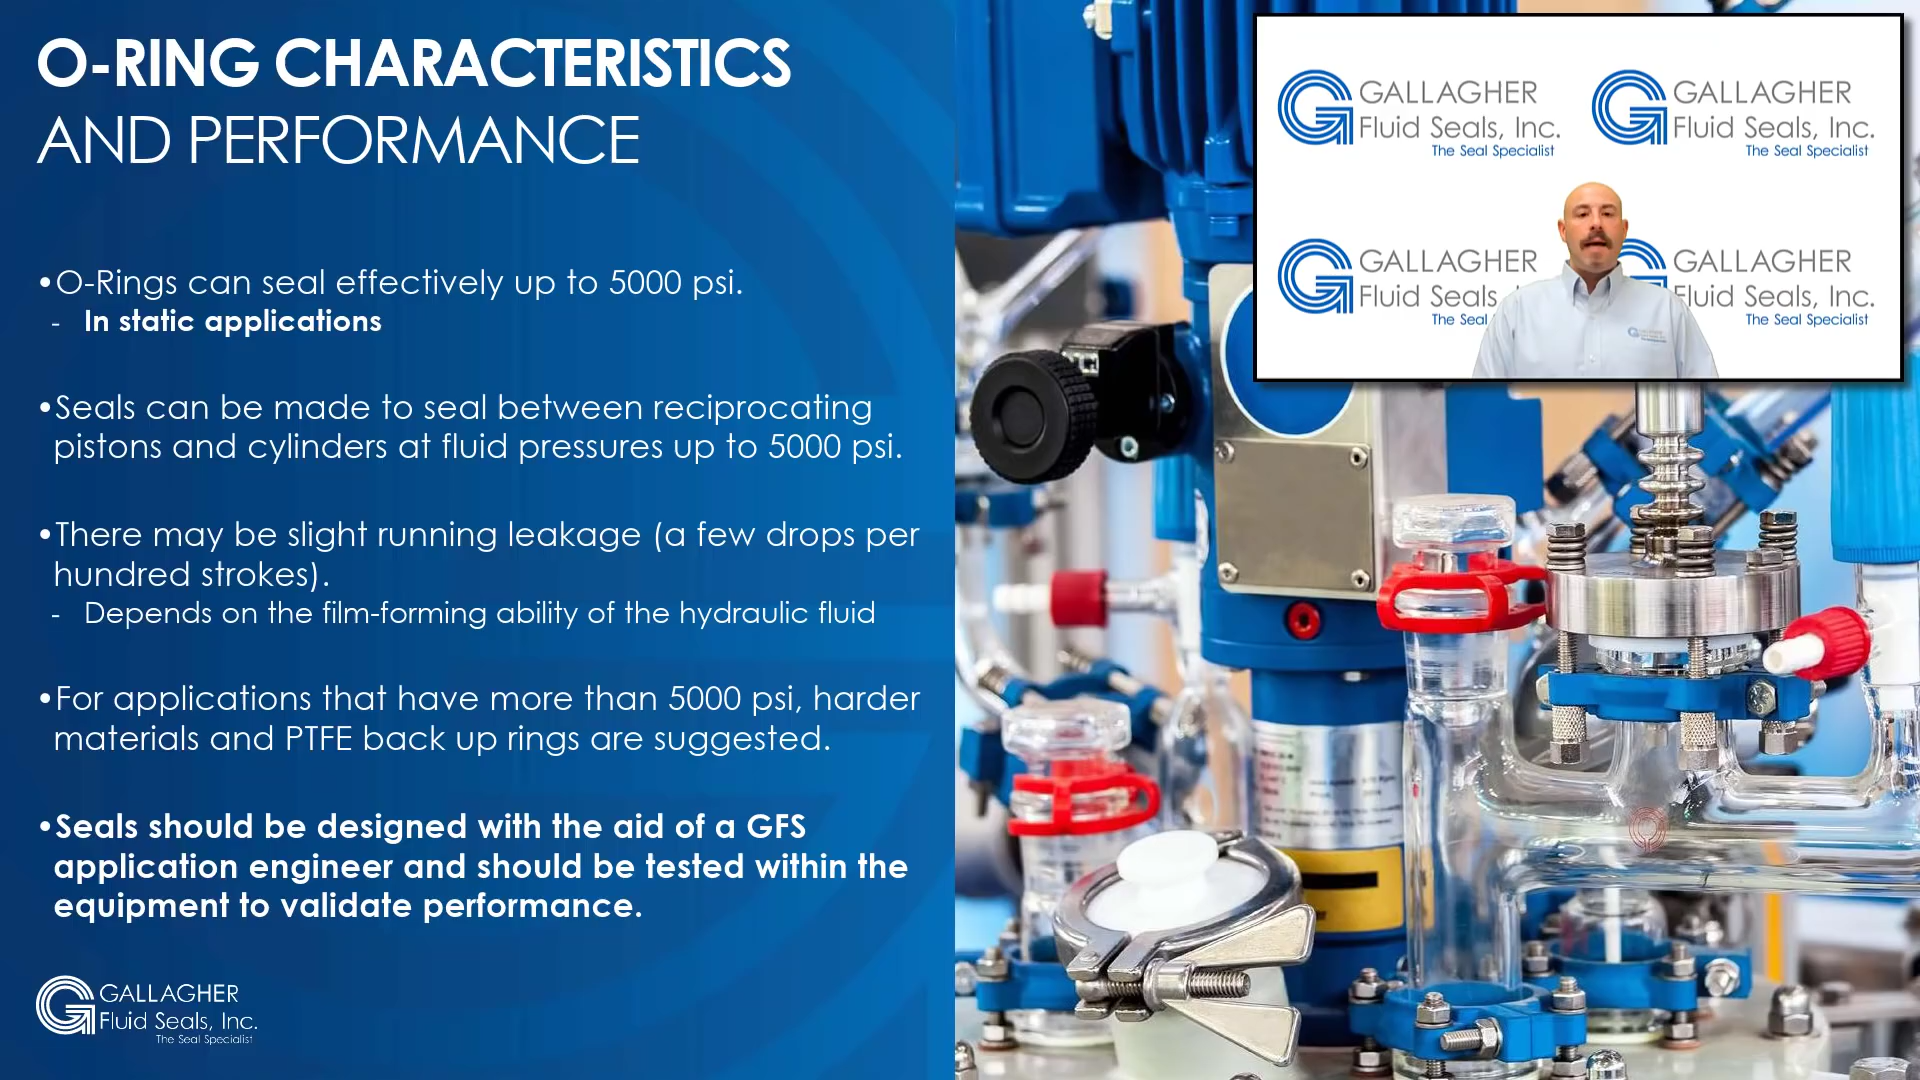 O-RING CHARACTERISTICS
AND PERFORMANCE
•O-Rings can seal effectively up to 5000 psi.
- In static applications
•Seals can be made to seal between reciprocating
pistons and cylinders at fluid pressures up to 5000 psi.
•There may be slight running leakage (a few drops per
hundred strokes).
- Depends on the film-forming ability of the hydraulic fluid
•For applications that have more than 5000 psi, harder
materials and PTFE back up rings are suggested.
•Seals should be designed with the aid of a GFS
application engineer and should be tested within the
equipment to validate performance.
GALLAGHER
Fluid Seals, Inc.
The Seal Specialist
GALLAGHER
Fluid Seals, Inc.
The Seal Specialist
GALLAGHER
Fluid Seals, Inc.
The Seal Specialist
GALLAGHER
Fluid Seals,
The Seal
GALLAGHER
Fluid Seals, Inc.
The Seal Specialist